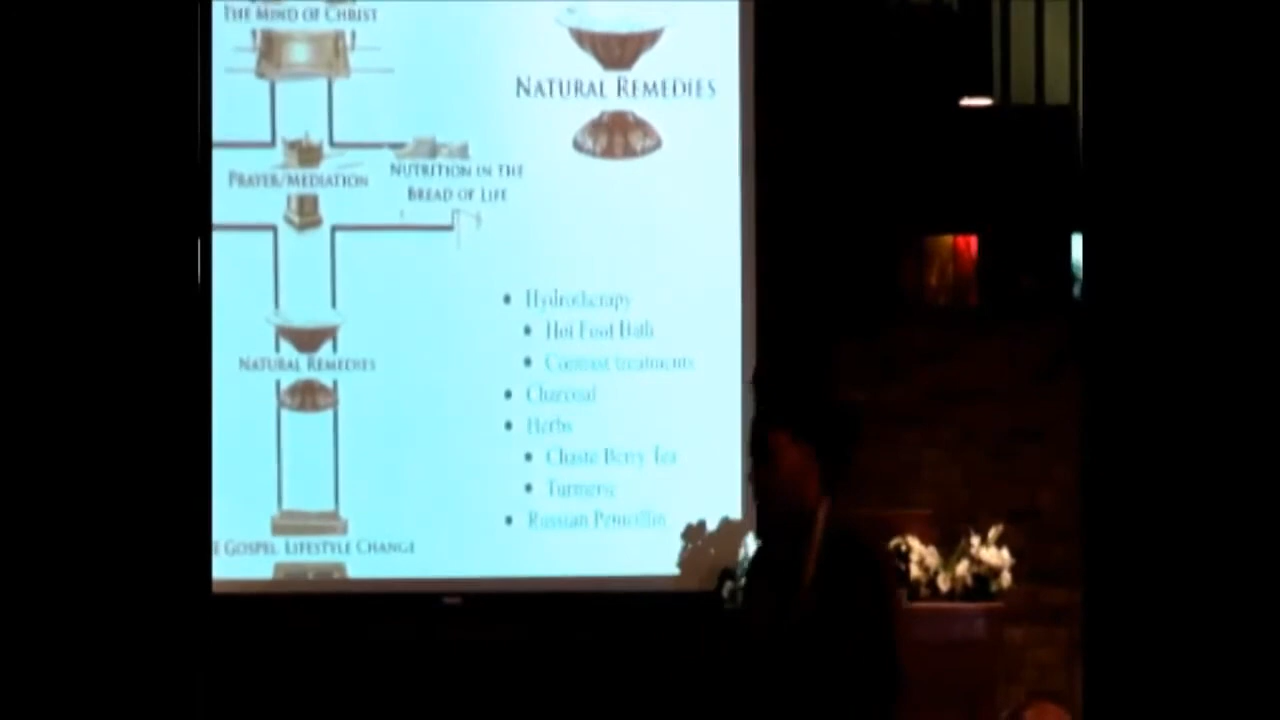 THE MIND OF CHRIST
NATURAL REMEDIES
PRAYER/MEDIATION
NUTRITION IN THE
BREAD OF LIFE
• Hydrotherapy
• Hot Foot Bath
• Contrast treatments
NATURAL REMEDIES
• Charcoal
• Herbs
• Chaste Berry Tea
• Turmeric
• Russian Penicillin
GOSPEL LIFESTYLE CHANGE